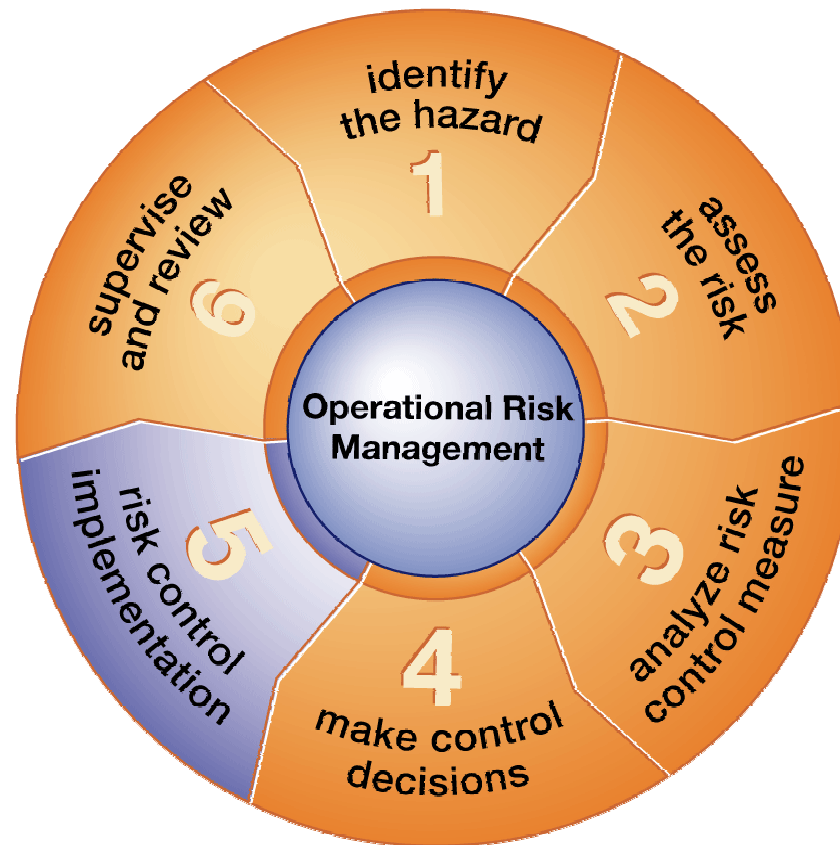 identify
the hazard
1
assess
the risk
2
analyze risk
control measure
3
4
make control
decisions
risk control
implementation
5
supervise
and review
6
Operational Risk
Management